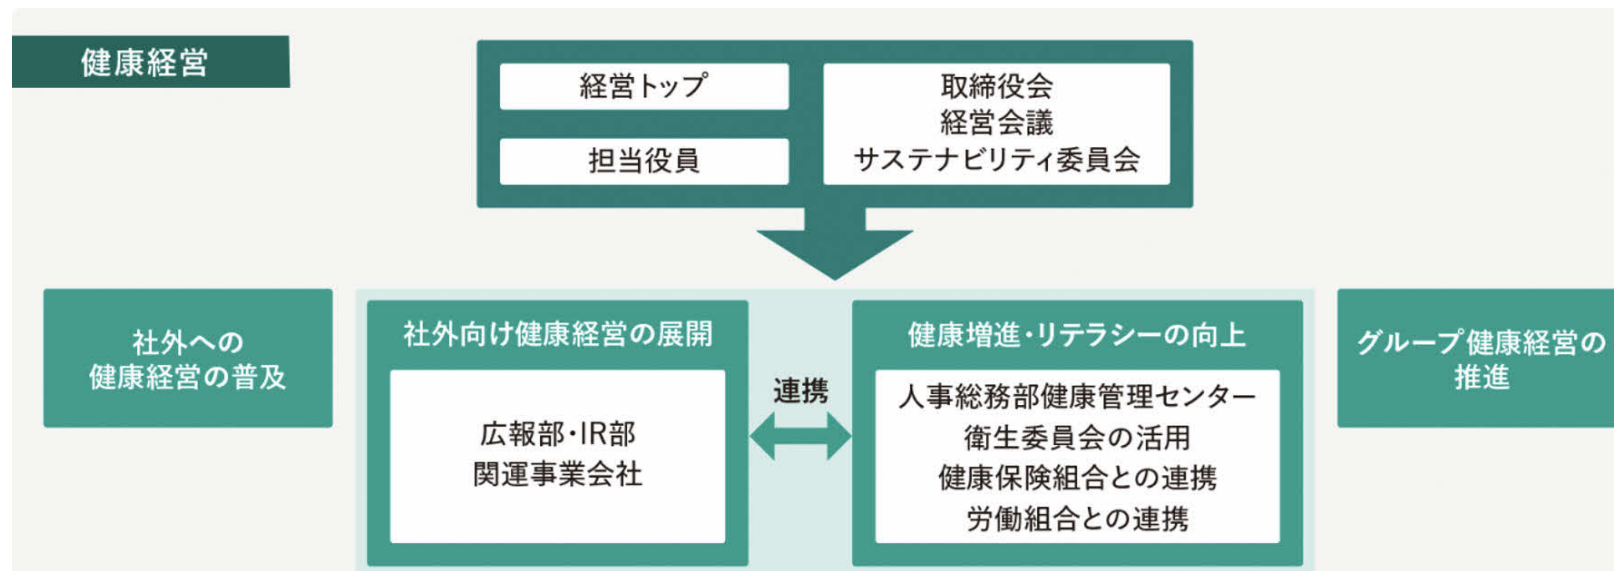 健康経営
経営トップ
担当役員
取締役会
経営会議
サステナビリティ委員会
社外への
健康経営の普及
社外向け健康経営の展開
広報部・IR部
関運事業会社
連携
健康増進・リテラシーの向上
人事総務部健康管理センター
衛生委員会の活用
健康保険組合との連携
労働組合との連携
グループ健康経営の
推進